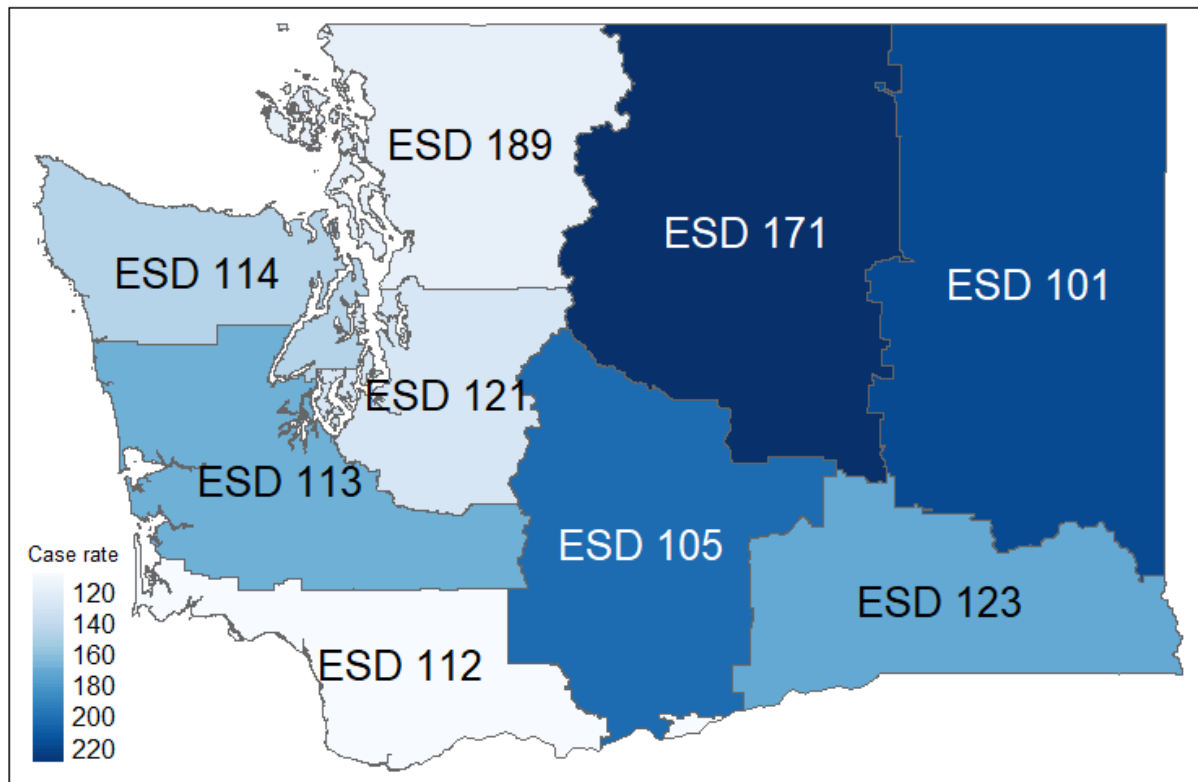 ESD 189
ESD 171
ESD 114
ESD 101
ESD 121
ESD 113
ESD 105
ESD 123
ESD 112
Case rate
120
140
160
180
200
220